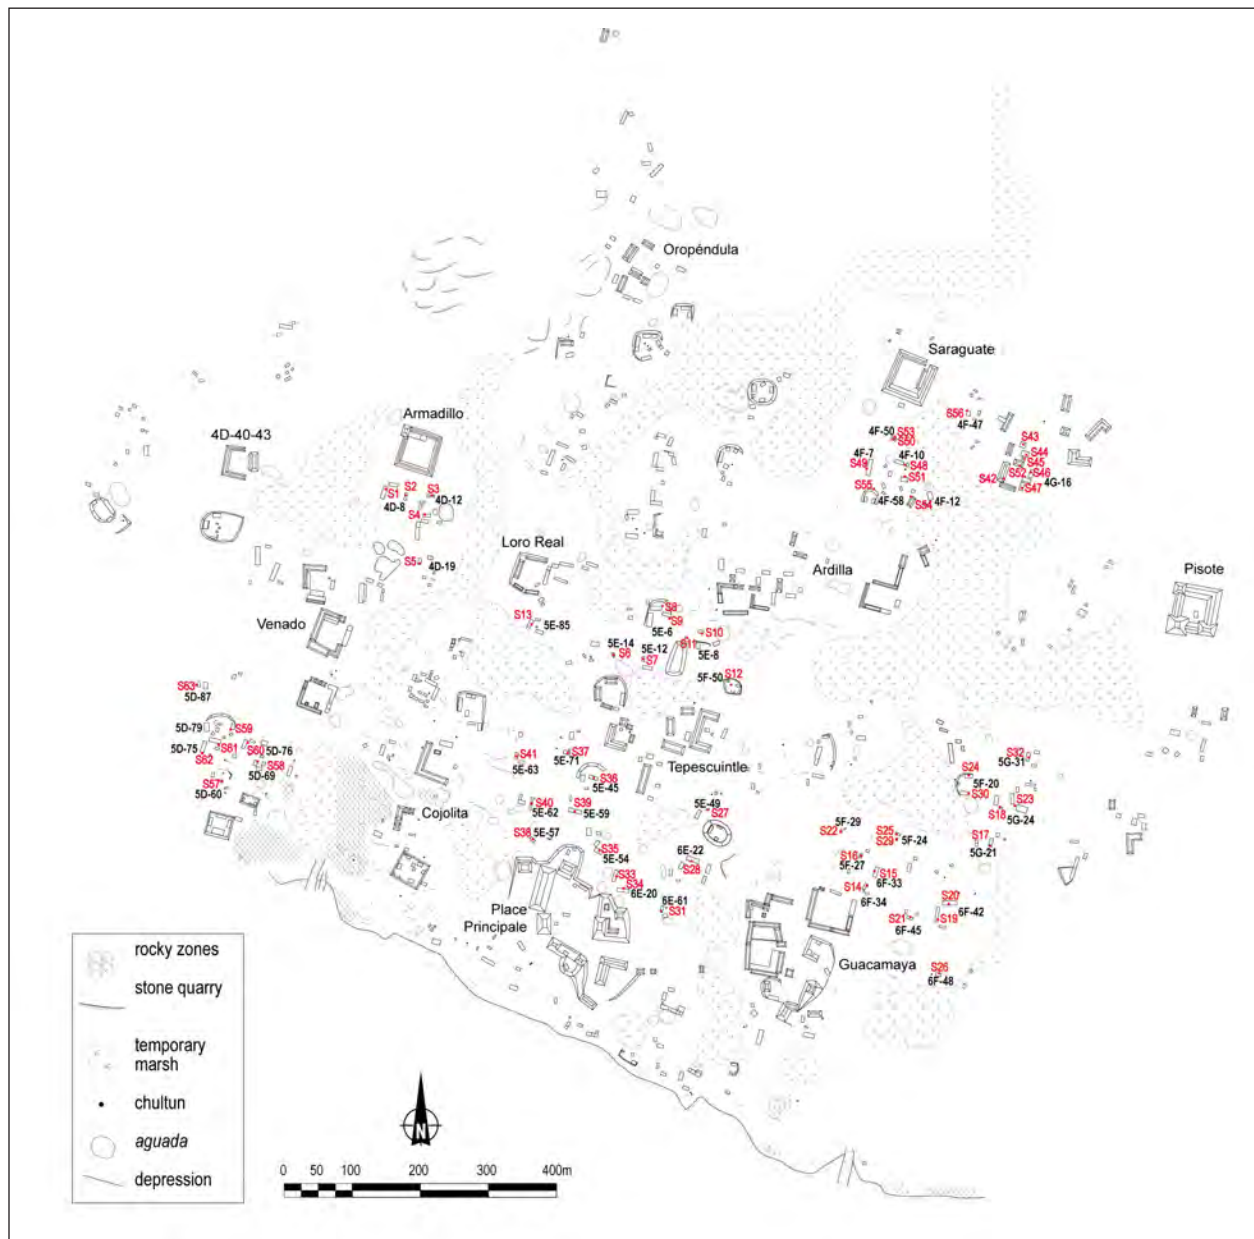 Oropéndula
Saraguate
S56
4F-47
Armadillo
4D-40-43
4F-50
S53
S50
S43
4F-7
4F-10
S44
S49
S48
S45
S52
S46
S51
S42
4G-16
S47
S55
4F-58
S54
4F-12
S1
S2
S3
4D-8
4D-12
S4
S5
4D-19
Loro Real
Ardilla
Pisote
Venado
S13
5E-85
S8
S9
5E-6
S10
5E-14
5E-12
S11
S6
S7
5E-8
5F-50
S12
S63
5D-87
5D-79
S59
5D-75
S61
S60
5D-76
S62
S58
5D-69
S57
5D-60
S41
5E-63
S37
5E-71
Tepescuintle
S36
5E-45
S32
5G-31
S24
5F-20
S30
S23
S18
5G-24
Cojolita
S40
5E-62
S39
5E-59
5E-49
S27
5F-29
S22
S25
S29
5F-24
S38
5E-57
S35
5E-54
6E-22
S28
S16
5F-27
S17
5G-21
S15
6F-33
S33
S34
6E-20
S14
6F-34
6E-61
S31
S20
6F-42
S21
S19
6F-45
Place
Principale
Guacamaya
S26
6F-48
rocky zones
stone quarry
temporary
marsh
chultun
aguada
depression
N
0 50 100 200 300 400m